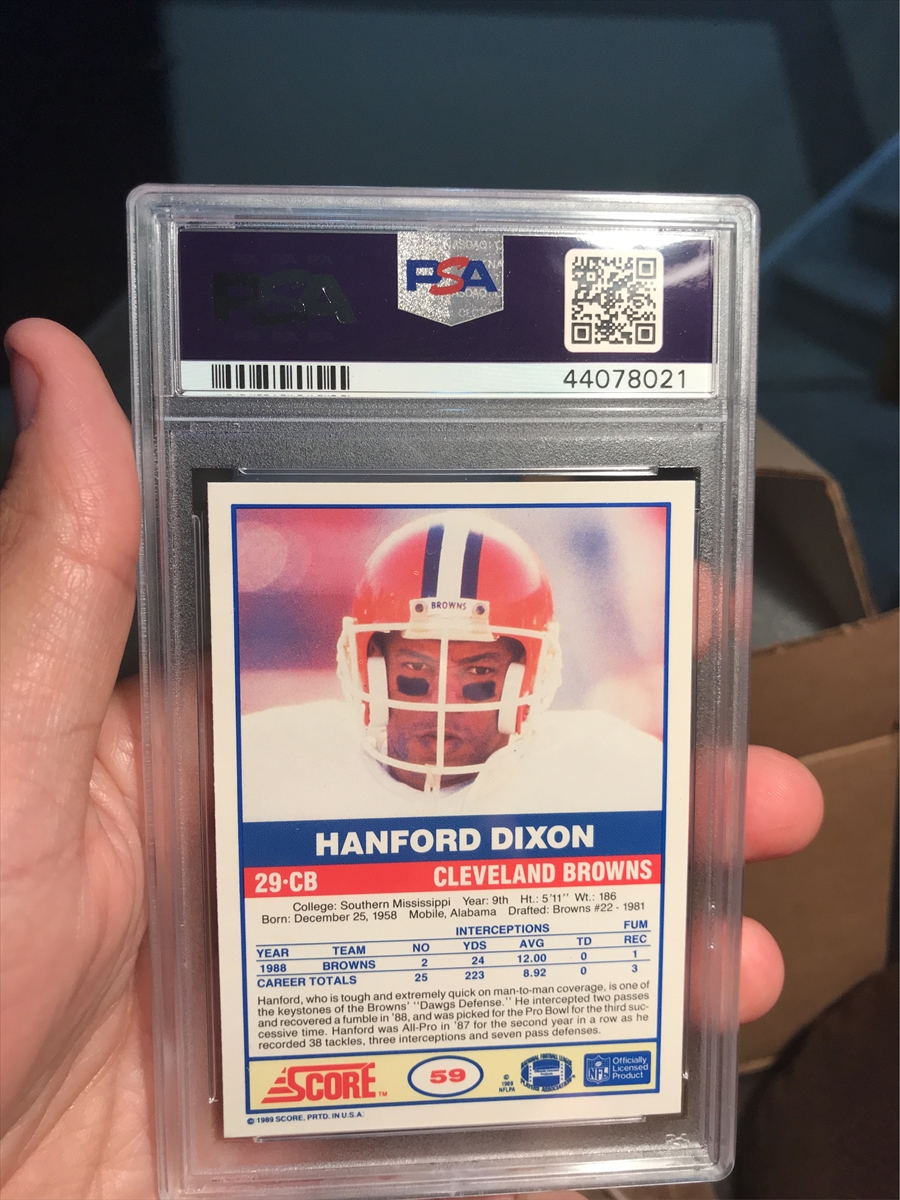 PSA
PSA
44078021
BROWNS
HANFORD DIXON
29·CB CLEVELAND BROWNS
College: Southern Mississippi Year: 9th Ht.: 5'11'' Wt.: 186
Born: December 25, 1958 Mobile, Alabama Drafted: Browns #22 - 1981
INTERCEPTIONS FUM
YEAR TEAM NO YDS AVG TD REC
1988 BROWNS 2 24 12.00 0 1
CAREER TOTALS 25 223 8.92 0 3
Hanford, who is tough and extremely quick on man-to-man coverage, is one of
the keystones of the Browns' ''Dawgs Defense.'' He intercepted two passes
and recovered a fumble in '88, and was picked for the Pro Bowl for the third suc-
cessive time. Hanford was All-Pro in '87 for the second year in a row as he
recorded 38 tackles, three interceptions and seven pass defenses.
SCORE™ 59
© 1989 NFLPA
NFL
Officially
Licensed
Product
© 1989 SCORE, PRTD. IN U.S.A.